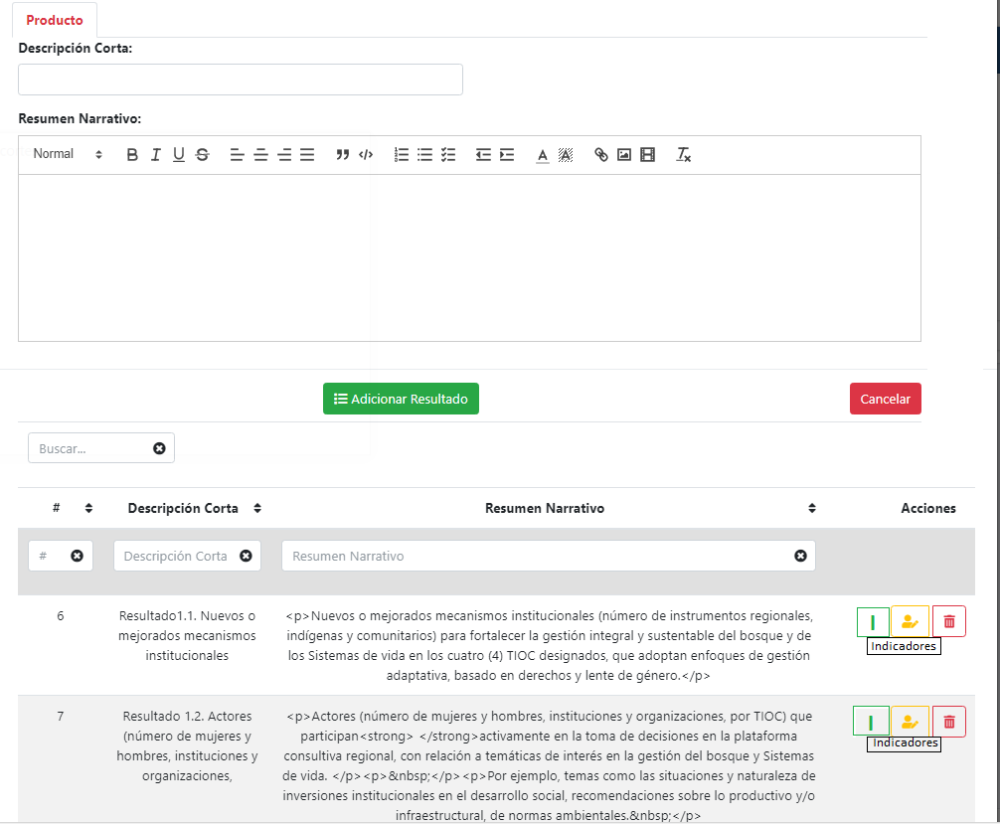 Producto
Descripción Corta:
Resumen Narrativo:
Normal
Adicionar Resultado
Cancelar
Buscar...
# Descripción Corta Resumen Narrativo Acciones
# Descripción Corta Resumen Narrativo
6
Resultado1.1. Nuevos o
mejorados mecanismos
institucionales
<p>Nuevos o mejorados mecanismos institucionales (número de instrumentos regionales,
indígenas y comunitarios) para fortalecer la gestión integral y sustentable del bosque y de
los Sistemas de vida en los cuatro (4) TIOC designados, que adoptan enfoques de gestión
adaptativa, basado en derechos y lente de género.</p>
I
Indicadores
7
Resultado 1.2. Actores
(número de mujeres y
hombres, instituciones y
organizaciones,
<p>Actores (número de mujeres y hombres, instituciones y organizaciones, por TIOC) que
participan<strong> </strong>activamente en la toma de decisiones en la plataforma
consultiva regional, con relación a temáticas de interés en la gestión del bosque y Sistemas
de vida. </p><p>&nbsp;</p><p>Por ejemplo, temas como las situaciones y naturaleza de
inversiones institucionales en el desarrollo social, recomendaciones sobre lo productivo y/o
infraestructural, de normas ambientales.&nbsp;</p>
I
Indicadores